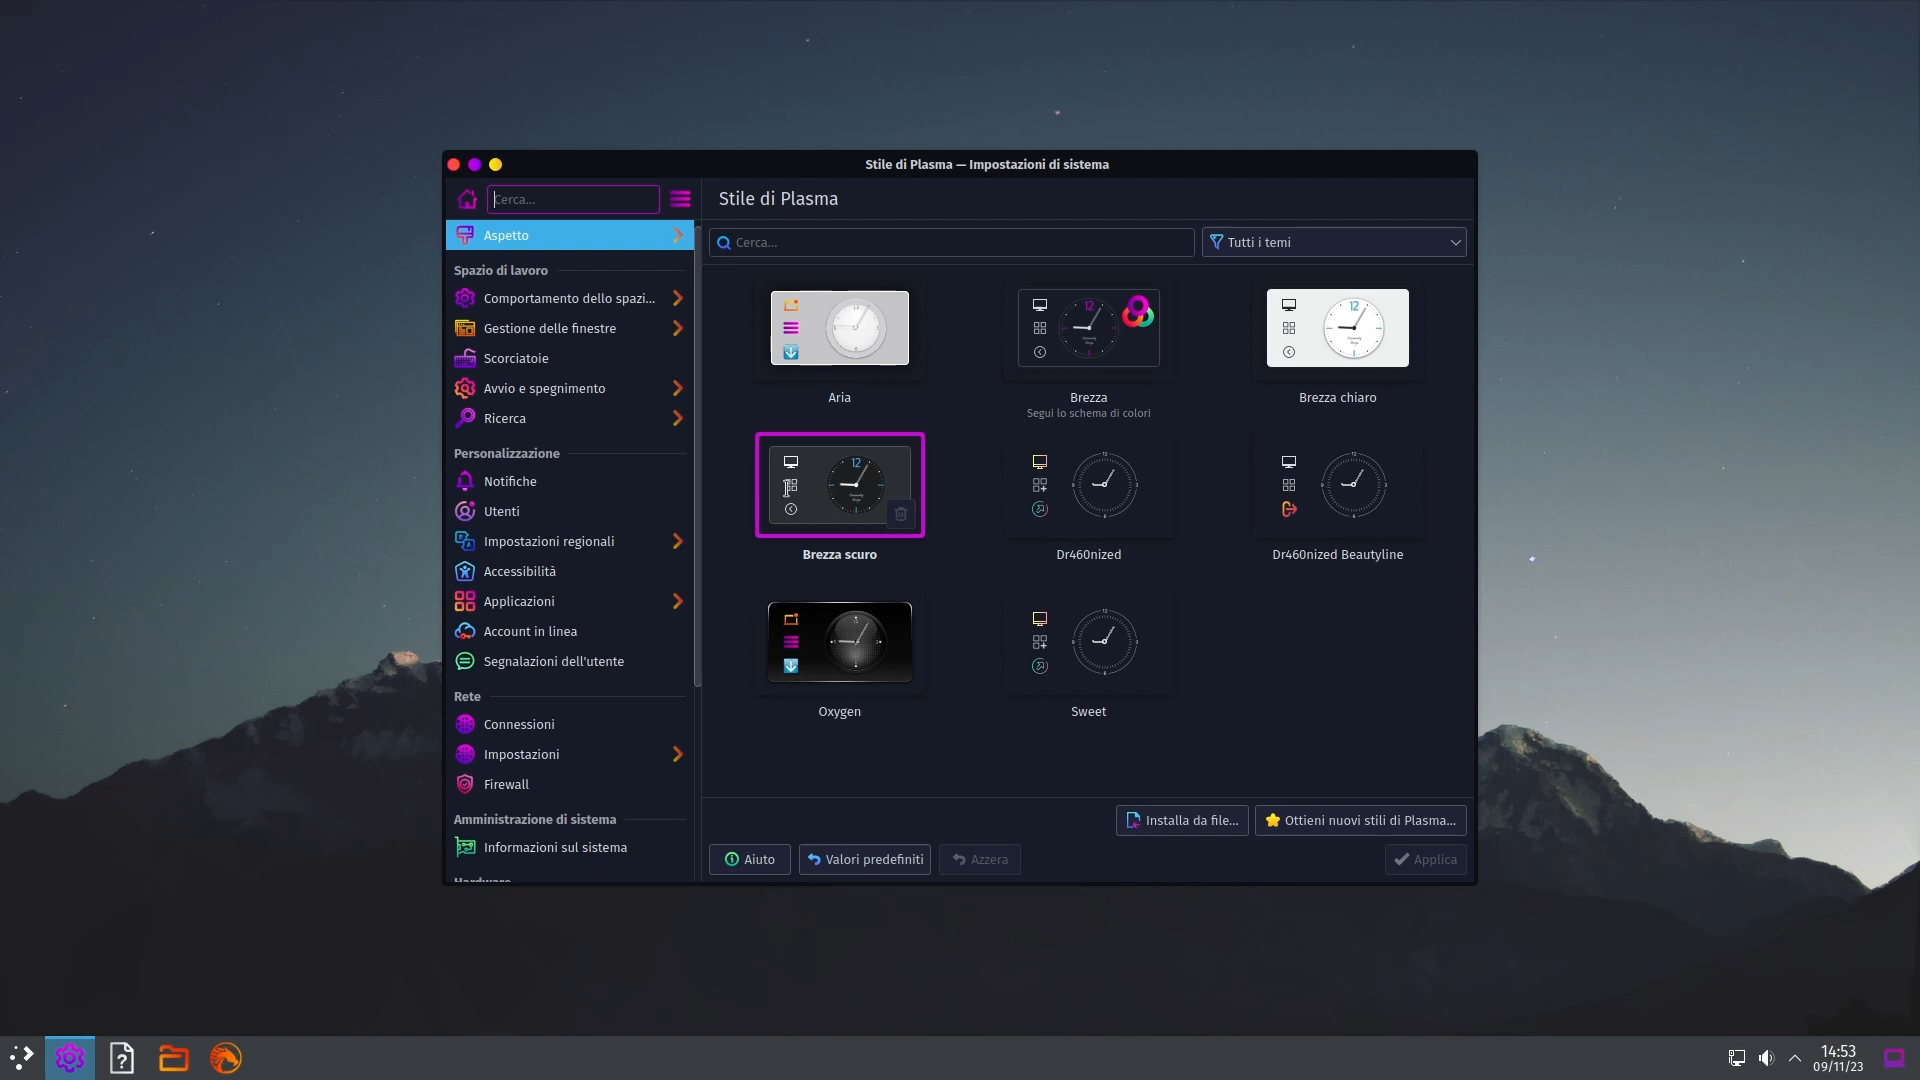 Stile di Plasma — Impostazioni di sistema
Cerca...
Stile di Plasma
Aspetto
Cerca...
Tutti i temi
Spazio di lavoro
Comportamento dello spazi...
Gestione delle finestre
Scorciatoie
Avvio e spegnimento
Ricerca
Personalizzazione
Notifiche
Utenti
Impostazioni regionali
Accessibilità
Applicazioni
Account in linea
Segnalazioni dell'utente
Rete
Connessioni
Impostazioni
Firewall
Amministrazione di sistema
Informazioni sul sistema
Hardware
12
12
Aria
Brezza
Segui lo schema di colori
Brezza chiaro
12
Brezza scuro
Dr460nized
Dr460nized Beautyline
Oxygen
Sweet
Installa da file...
Ottieni nuovi stili di Plasma...
Aiuto
Valori predefiniti
Azzera
Applica
14:53
09/11/23